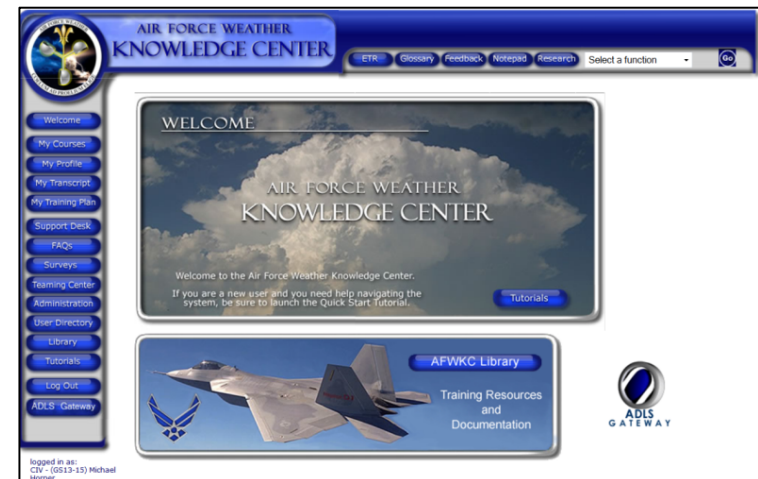 AIR FORCE WEATHER
KNOWLEDGE CENTER
ETR
Glossary
Feedback
Notepad
Research
Select a function
Go
Welcome
My Courses
My Profile
My Transcript
My Training Plan
Support Desk
FAQs
Surveys
Teaming Center
Administration
User Directory
Library
Tutorials
Log Out
ADLS Gateway
logged in as:
CIV - (GS13-15) Michael
Horner
WELCOME
AIR FORCE WEATHER
KNOWLEDGE CENTER
Welcome to the Air Force Weather Knowledge Center.
If you are a new user and you need help navigating the
system, be sure to launch the Quick Start Tutorial.
Tutorials
AFWKC Library
Training Resources
and
Documentation
ADLS
GATEWAY